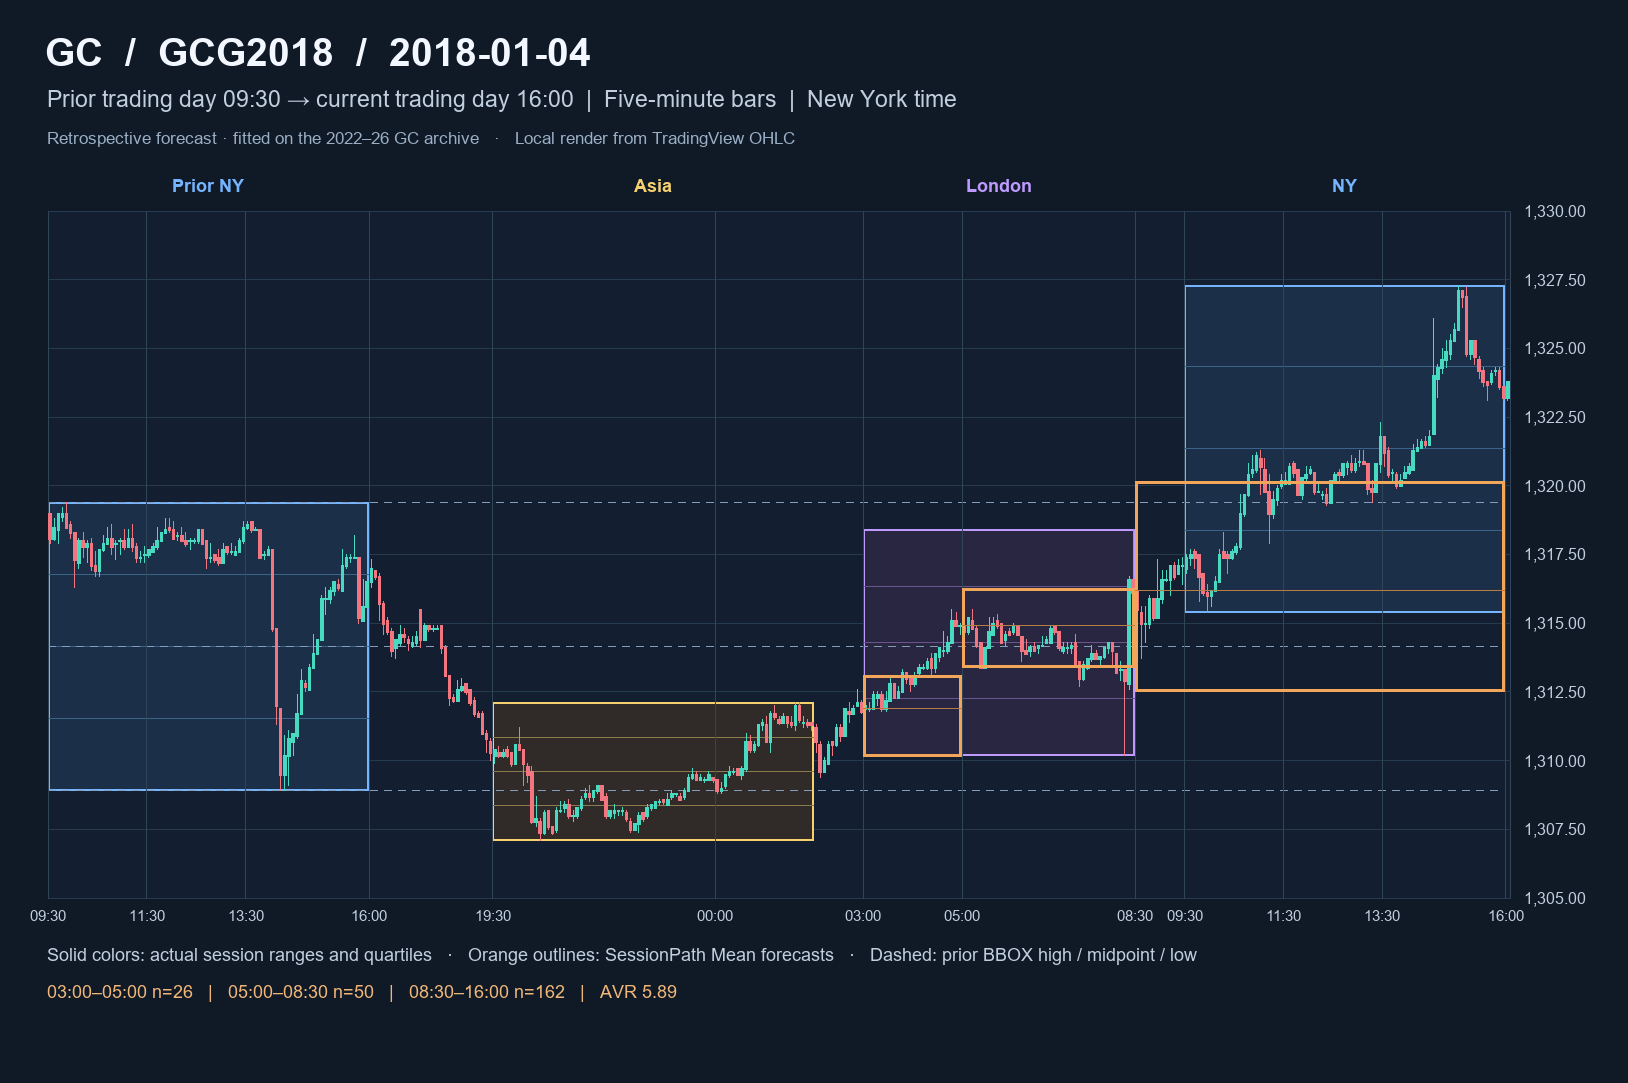 GC / GCG2018 / 2018-01-04
Prior trading day 09:30 → current trading day 16:00 | Five-minute bars | New York time
Retrospective forecast · fitted on the 2022–26 GC archive · Local render from TradingView OHLC
Prior NY Asia London NY
1,330.00
1,327.50
1,325.00
1,322.50
1,320.00
1,317.50
1,315.00
1,312.50
1,310.00
1,307.50
1,305.00
09:30 11:30 13:30 16:00 19:30 00:00 03:00 05:00 08:30 09:30 11:30 13:30 16:00
Solid colors: actual session ranges and quartiles · Orange outlines: SessionPath Mean forecasts · Dashed: prior BBOX high / midpoint / low
03:00–05:00 n=26 | 05:00–08:30 n=50 | 08:30–16:00 n=162 | AVR 5.89